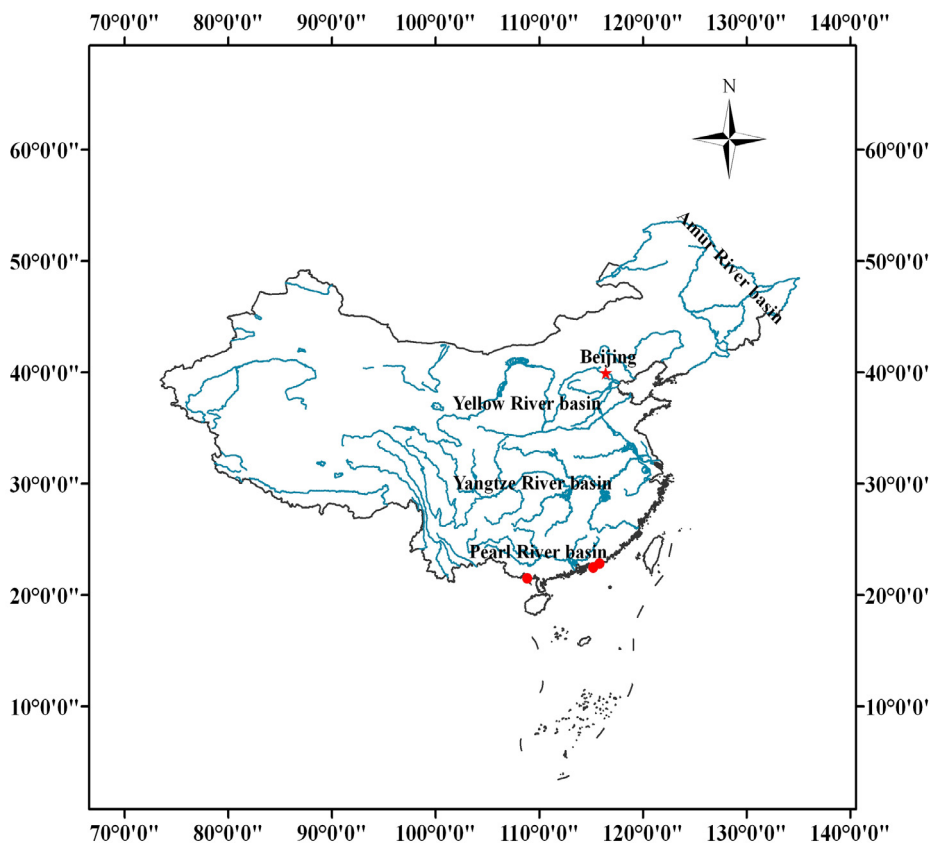 70°0'0" 80°0'0" 90°0'0" 100°0'0" 110°0'0" 120°0'0" 130°0'0" 140°0'0"
N
60°0'0" 60°0'0"
Amur River basin
50°0'0" 50°0'0"
Beijing
40°0'0" 40°0'0"
Yellow River basin
30°0'0" Yangtze River basin 30°0'0"
Pearl River basin
20°0'0" 20°0'0"
10°0'0" 10°0'0"
70°0'0" 80°0'0" 90°0'0" 100°0'0" 110°0'0" 120°0'0" 130°0'0" 140°0'0"